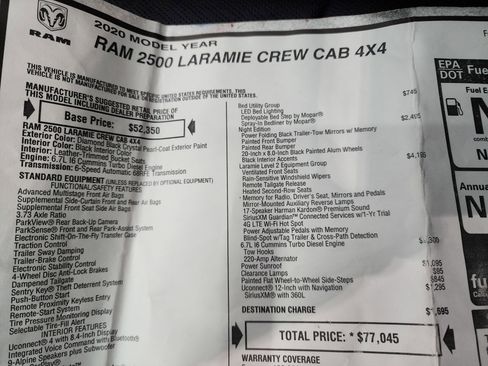 RAM
2020 MODEL YEAR
RAM 2500 LARAMIE CREW CAB 4X4
THIS VEHICLE IS MANUFACTURED TO MEET SPECIFIC UNITED STATES REQUIREMENTS. THIS
VEHICLE IS NOT MANUFACTURED FOR SALE OR REGISTRATION OUTSIDE OF THE UNITED STATES.
MANUFACTURER'S SUGGESTED RETAIL PRICE OF
THIS MODEL INCLUDING DEALER PREPARATION
Base Price: $52,350
RAM 2500 LARAMIE CREW CAB 4X4
Exterior Color: Diamond Black Crystal Pearl-Coat Exterior Paint
Interior Color: Black Interior Color
Interior: Leather-Trimmed Bucket Seats
Engine: 6.7L I6 Cummins Turbo Diesel Engine
Transmission: 6-Speed Automatic 68RFE Transmission
STANDARD EQUIPMENT (UNLESS REPLACED BY OPTIONAL EQUIPMENT)
FUNCTIONAL/SAFETY FEATURES
Advanced Multistage Front Air Bags
Supplemental Side-Curtain Front and Rear Air Bags
Supplemental Front Seat Side Air Bags
3.73 Axle Ratio
ParkView® Rear Back-Up Camera
ParkSense® Front and Rear Park-Assist System
Electronic Shift-On-The-Fly Transfer Case
Traction Control
Trailer Sway Damping
Trailer-Brake Control
Electronic Stability Control
4-Wheel Disc Anti-Lock Brakes
Dampened Tailgate
Sentry Key® Theft Deterrent System
Push-Button Start
Remote Proximity Keyless Entry
Remote-Start System
Tire Pressure Monitoring Display
Selectable Tire-Fill Alert
INTERIOR FEATURES
Uconnect® 4 with 8.4-Inch Display
Integrated Voice Command with Bluetooth®
9-Alpine Speakers plus Subwoofer
Bed Utility Group $745
LED Bed Lighting
Deployable Bed Step by Mopar®
Spray-In Bedliner by Mopar®
Night Edition $2,495
Power Folding Black Trailer-Tow Mirrors w/ Memory
Painted Front Bumper
Painted Rear Bumper
20-Inch x 8.0-Inch Black Painted Alum Wheels
Black Interior Accents
Laramie Level 2 Equipment Group
Ventilated Front Seats
Rain-Sensitive Windshield Wipers
Remote Tailgate Release
Heated Second-Row Seats
Memory for Radio, Driver's Seat, Mirrors and Pedals
Mirror-Mounted Auxiliary Reverse Lamps
17-Speaker Harman Kardon® Premium Sound
SiriusXM Guardian™ Connected Services w/1-Yr Trial
4G LTE Wi-Fi Hot Spot
Power Adjustable Pedals with Memory
Blind-Spot w/Tag Trailer & Cross-Path Detection
6.7L I6 Cummins Turbo Diesel Engine
Tow Hooks
220-Amp Alternator
Power Sunroof $1,095
Clearance Lamps $95
Painted Flat Wheel-to-Wheel Side-Steps $845
Uconnect® 12-Inch with Navigation $1,295
SiriusXM® with 360L
DESTINATION CHARGE
TOTAL PRICE: * $77,045
WARRANTY COVERAGE
EPA
DOT
Fuel
Fuel E
Annual